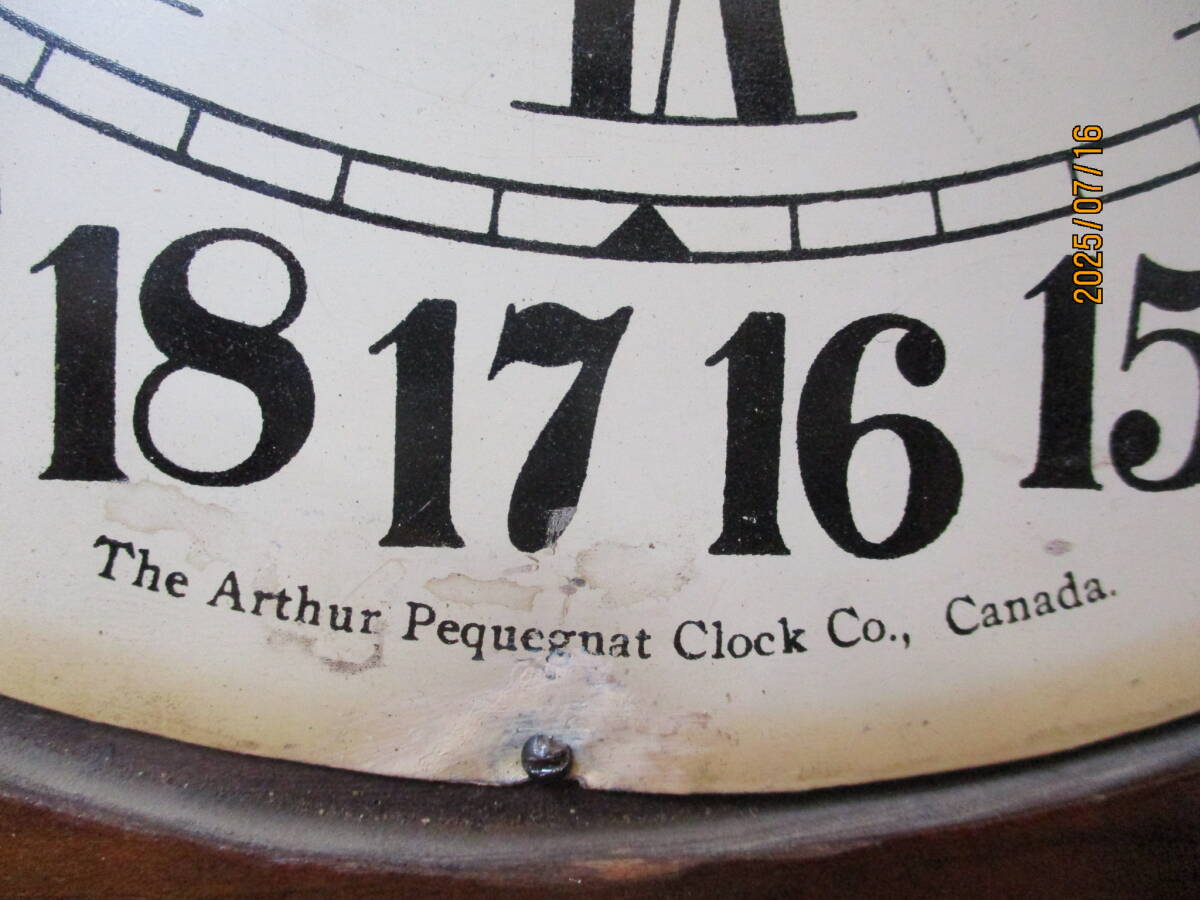 18 17 16 15
The Arthur Pequegnat Clock Co., Canada.
2025/07/16